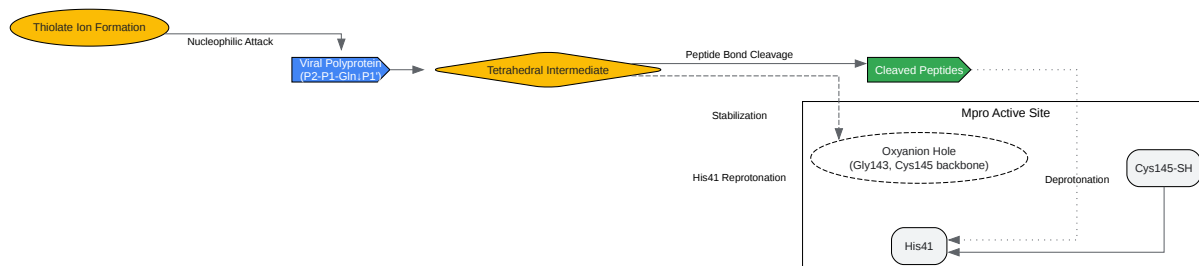 Thiolate Ion Formation
Nucleophilic Attack
Viral Polyprotein
(P2-P1-Gln↓P1')
Tetrahedral Intermediate
Peptide Bond Cleavage
Cleaved Peptides
Stabilization
His41 Reprotonation
Mpro Active Site
Oxyanion Hole
(Gly143, Cys145 backbone)
Cys145-SH
Deprotonation
His41